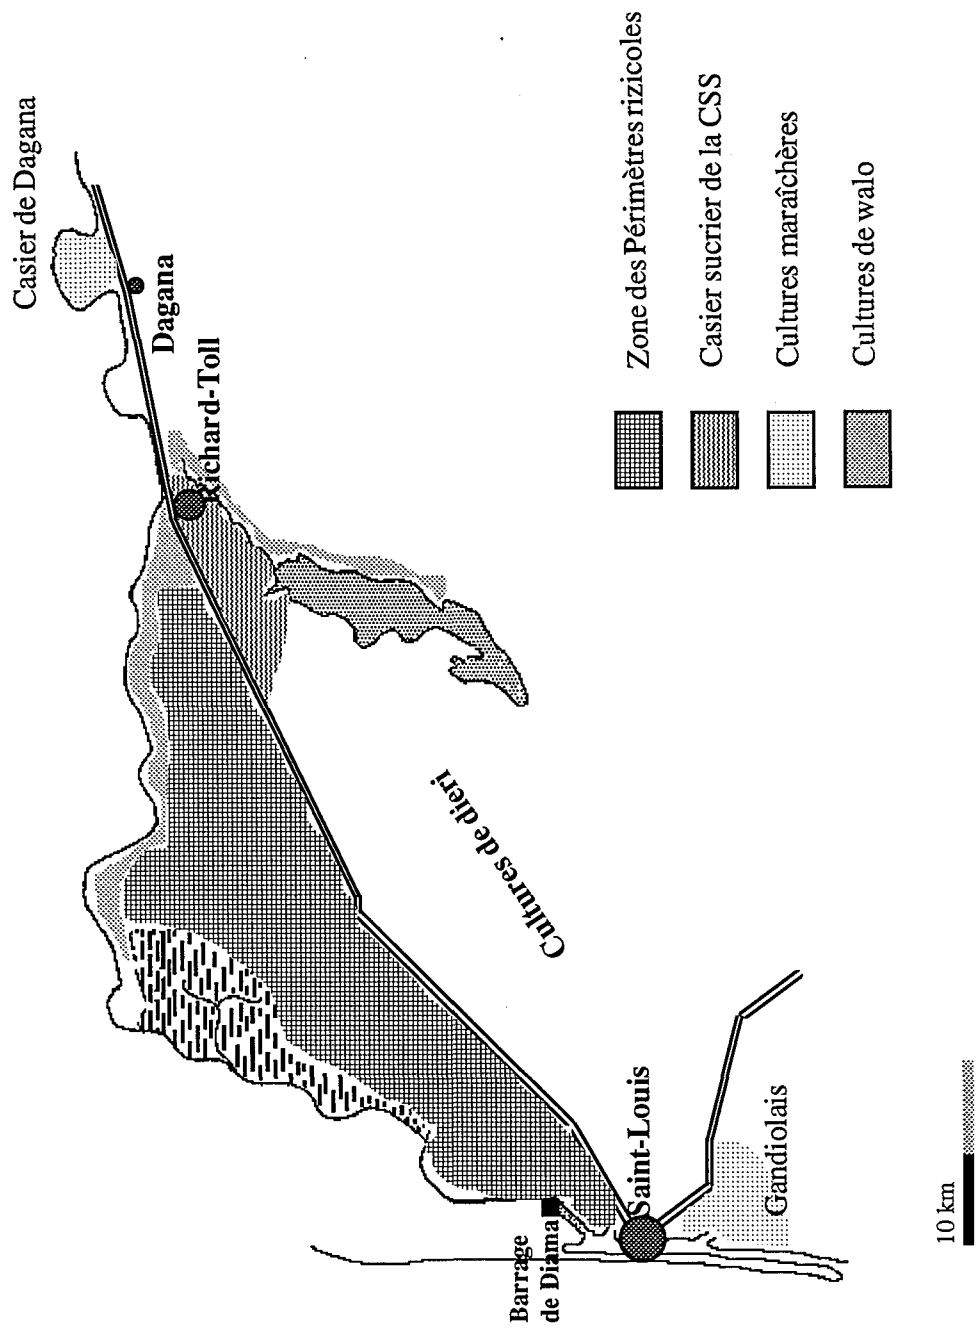 Casier de Dagana
Dagana
Richard-Toll
Cultures de diéri
Barrage
de Diama
Saint-Louis
Gandiolais
Zone des Périmètres rizicoles
Casier sucrier de la CSS
Cultures maraîchères
Cultures de walo
10 km